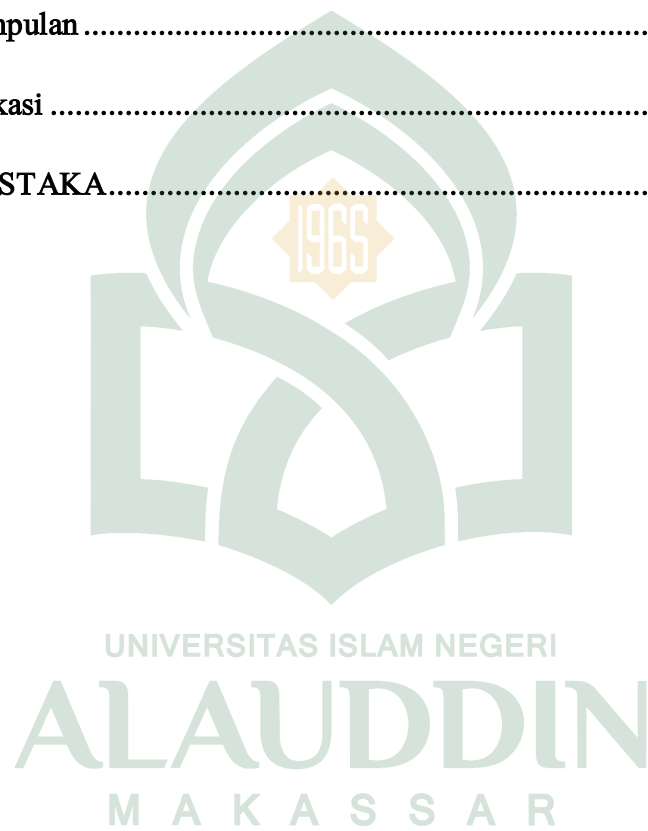 mpulan ........................................................................
kasi ............................................................................
STAKA.....................................................................
1965
UNIVERSITAS ISLAM NEGERI
ALAUDDIN
M A K A S S A R